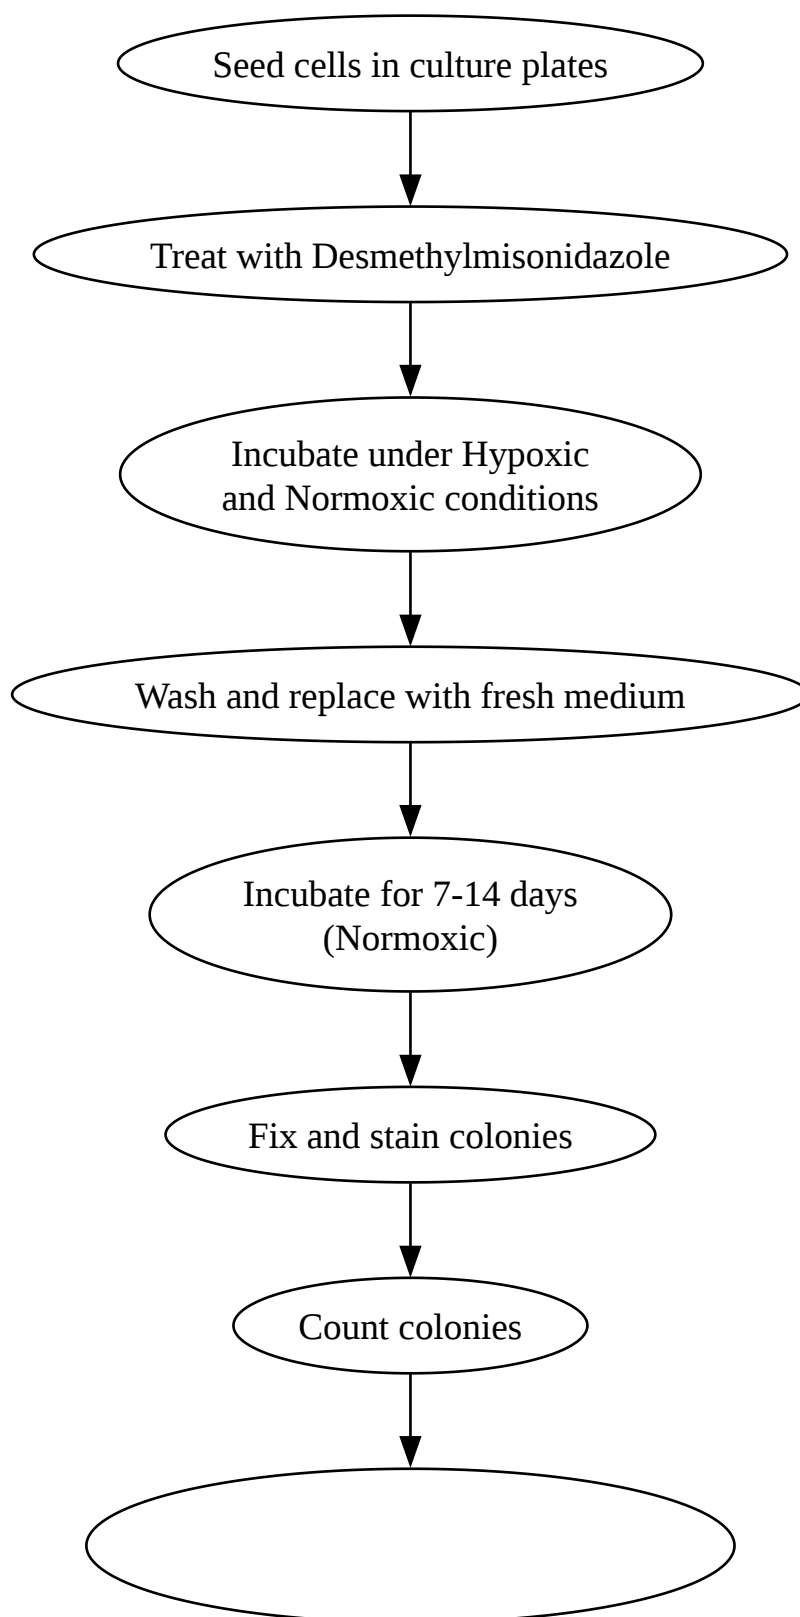 Seed cells in culture plates
Treat with Desmethylmisonidazole
Incubate under Hypoxic
and Normoxic conditions
Wash and replace with fresh medium
Incubate for 7-14 days
(Normoxic)
Fix and stain colonies
Count colonies